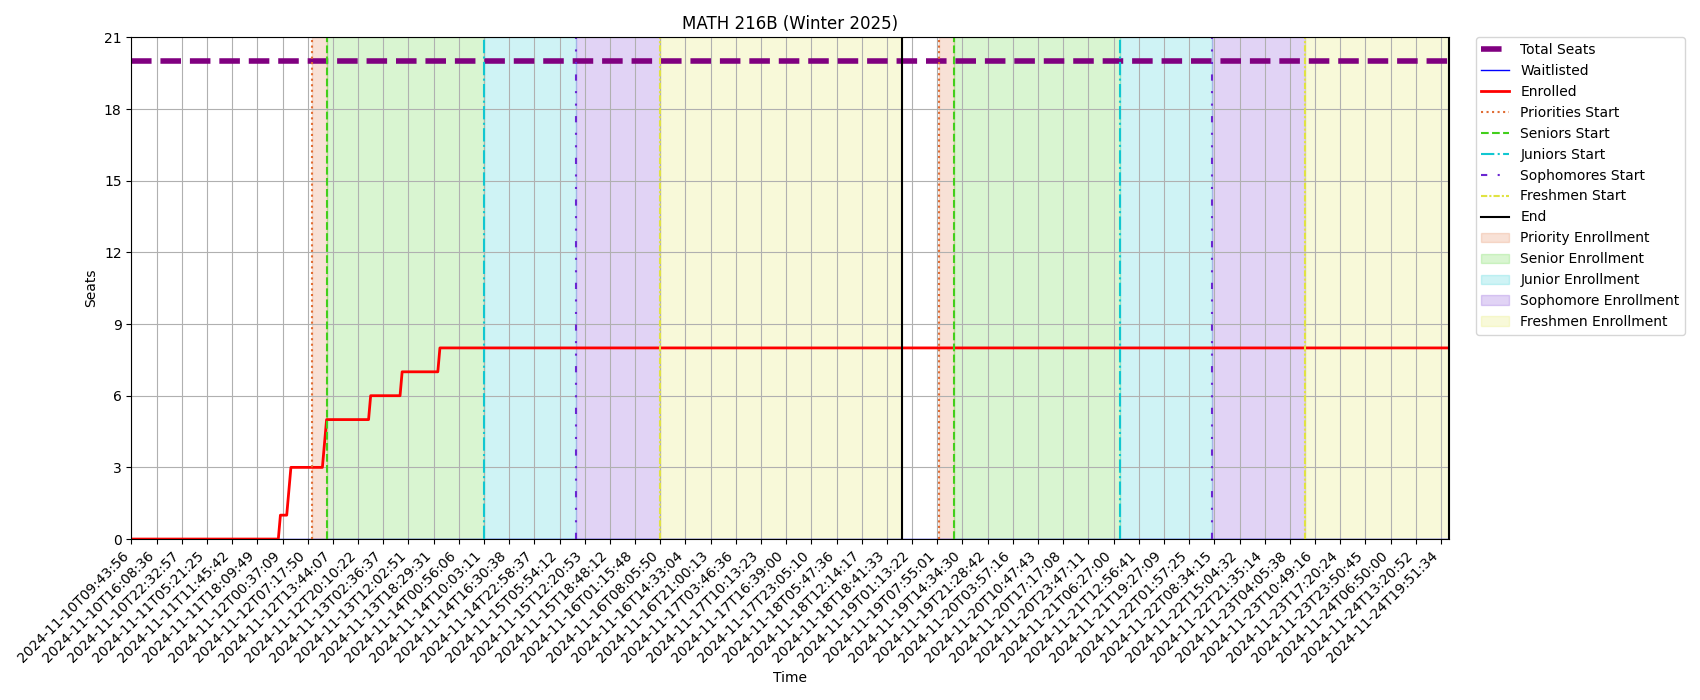 MATH 216B (Winter 2025)
21
18
15
12
9
6
3
0
Seats
2024-11-10T09:43:56
2024-11-10T16:08:36
2024-11-10T22:32:57
2024-11-11T05:21:25
2024-11-11T11:45:42
2024-11-11T18:09:49
2024-11-12T00:37:09
2024-11-12T07:17:50
2024-11-12T13:44:07
2024-11-12T20:10:22
2024-11-13T02:36:37
2024-11-13T12:02:51
2024-11-13T18:29:31
2024-11-14T00:56:06
2024-11-14T10:03:11
2024-11-14T16:30:38
2024-11-14T22:58:37
2024-11-15T05:54:12
2024-11-15T12:20:53
2024-11-15T18:48:12
2024-11-16T01:15:48
2024-11-16T08:05:50
2024-11-16T14:33:04
2024-11-16T21:00:13
2024-11-17T03:46:36
2024-11-17T10:13:23
2024-11-17T16:39:00
2024-11-17T23:05:10
2024-11-18T05:47:36
2024-11-18T12:14:17
2024-11-18T18:41:33
2024-11-19T01:13:22
2024-11-19T07:55:01
2024-11-19T14:34:30
2024-11-19T21:28:42
2024-11-20T03:57:16
2024-11-20T10:47:43
2024-11-20T17:17:08
2024-11-20T23:47:11
2024-11-21T06:27:00
2024-11-21T12:56:41
2024-11-21T19:27:09
2024-11-22T01:57:25
2024-11-22T08:34:15
2024-11-22T15:04:32
2024-11-22T21:35:14
2024-11-23T04:05:38
2024-11-23T10:49:16
2024-11-23T17:20:24
2024-11-23T23:50:45
2024-11-24T06:50:00
2024-11-24T13:20:52
2024-11-24T19:51:34
Time
Total Seats
Waitlisted
Enrolled
Priorities Start
Seniors Start
Juniors Start
Sophomores Start
Freshmen Start
End
Priority Enrollment
Senior Enrollment
Junior Enrollment
Sophomore Enrollment
Freshmen Enrollment